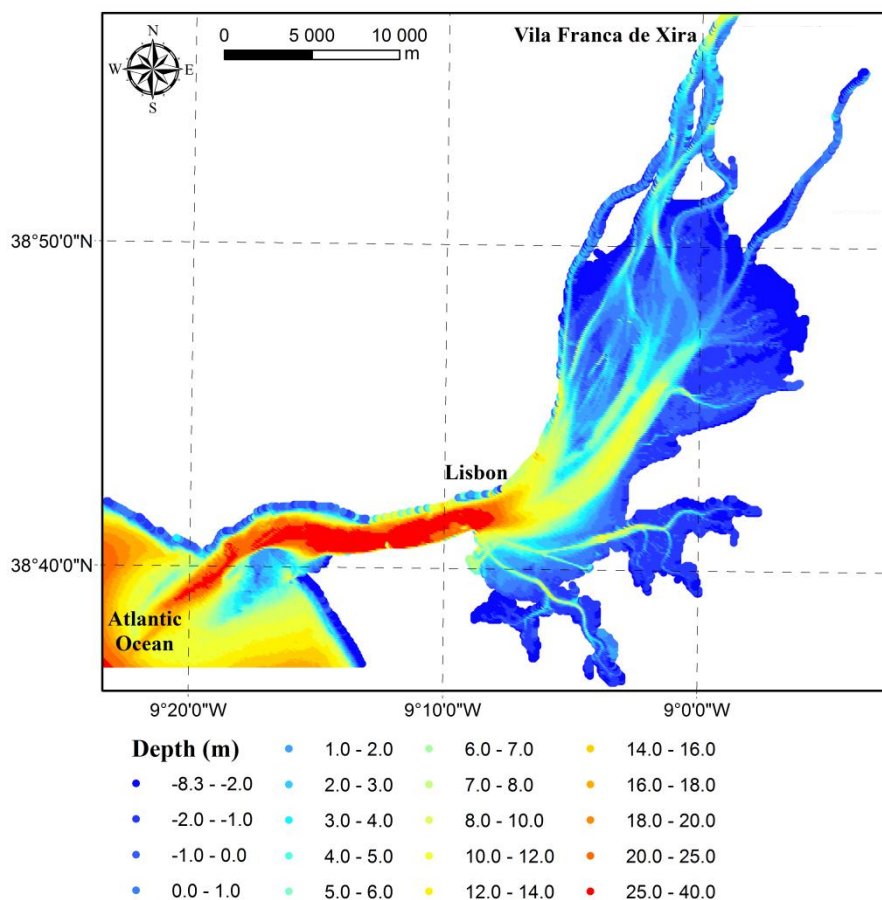 Vila Franca de Xira
N
W E
S
0 5 000 10 000
m
38°50'0"N
Lisbon
38°40'0"N
Atlantic
Ocean
9°20'0"W 9°10'0"W 9°0'0"W
Depth (m)
-8.3 - -2.0
-2.0 - -1.0
-1.0 - 0.0
0.0 - 1.0
1.0 - 2.0
2.0 - 3.0
3.0 - 4.0
4.0 - 5.0
5.0 - 6.0
6.0 - 7.0
7.0 - 8.0
8.0 - 10.0
10.0 - 12.0
12.0 - 14.0
14.0 - 16.0
16.0 - 18.0
18.0 - 20.0
20.0 - 25.0
25.0 - 40.0